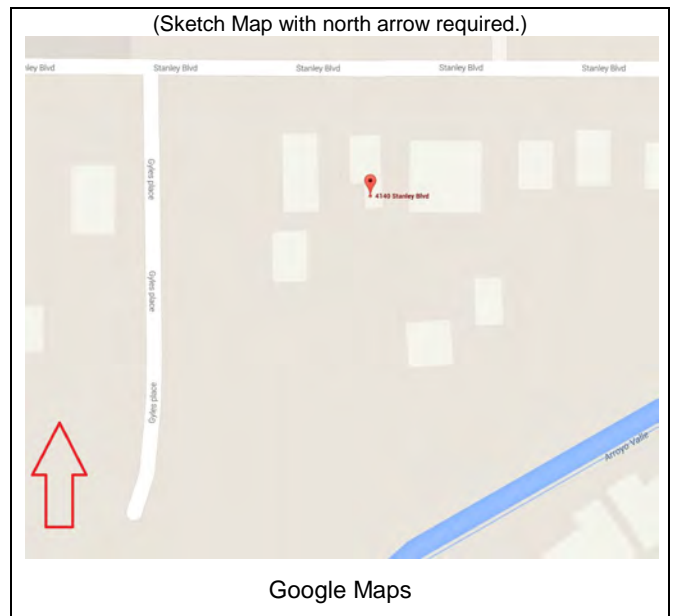 (Sketch Map with north arrow required.)
nley Blvd
Stanley Blvd
Stanley Blvd
Stanley Blvd
Stanley Blvd
Gyles place
4140 Stanley Blvd
Gyles place
Gyles place
Arroyo Valle
Google Maps